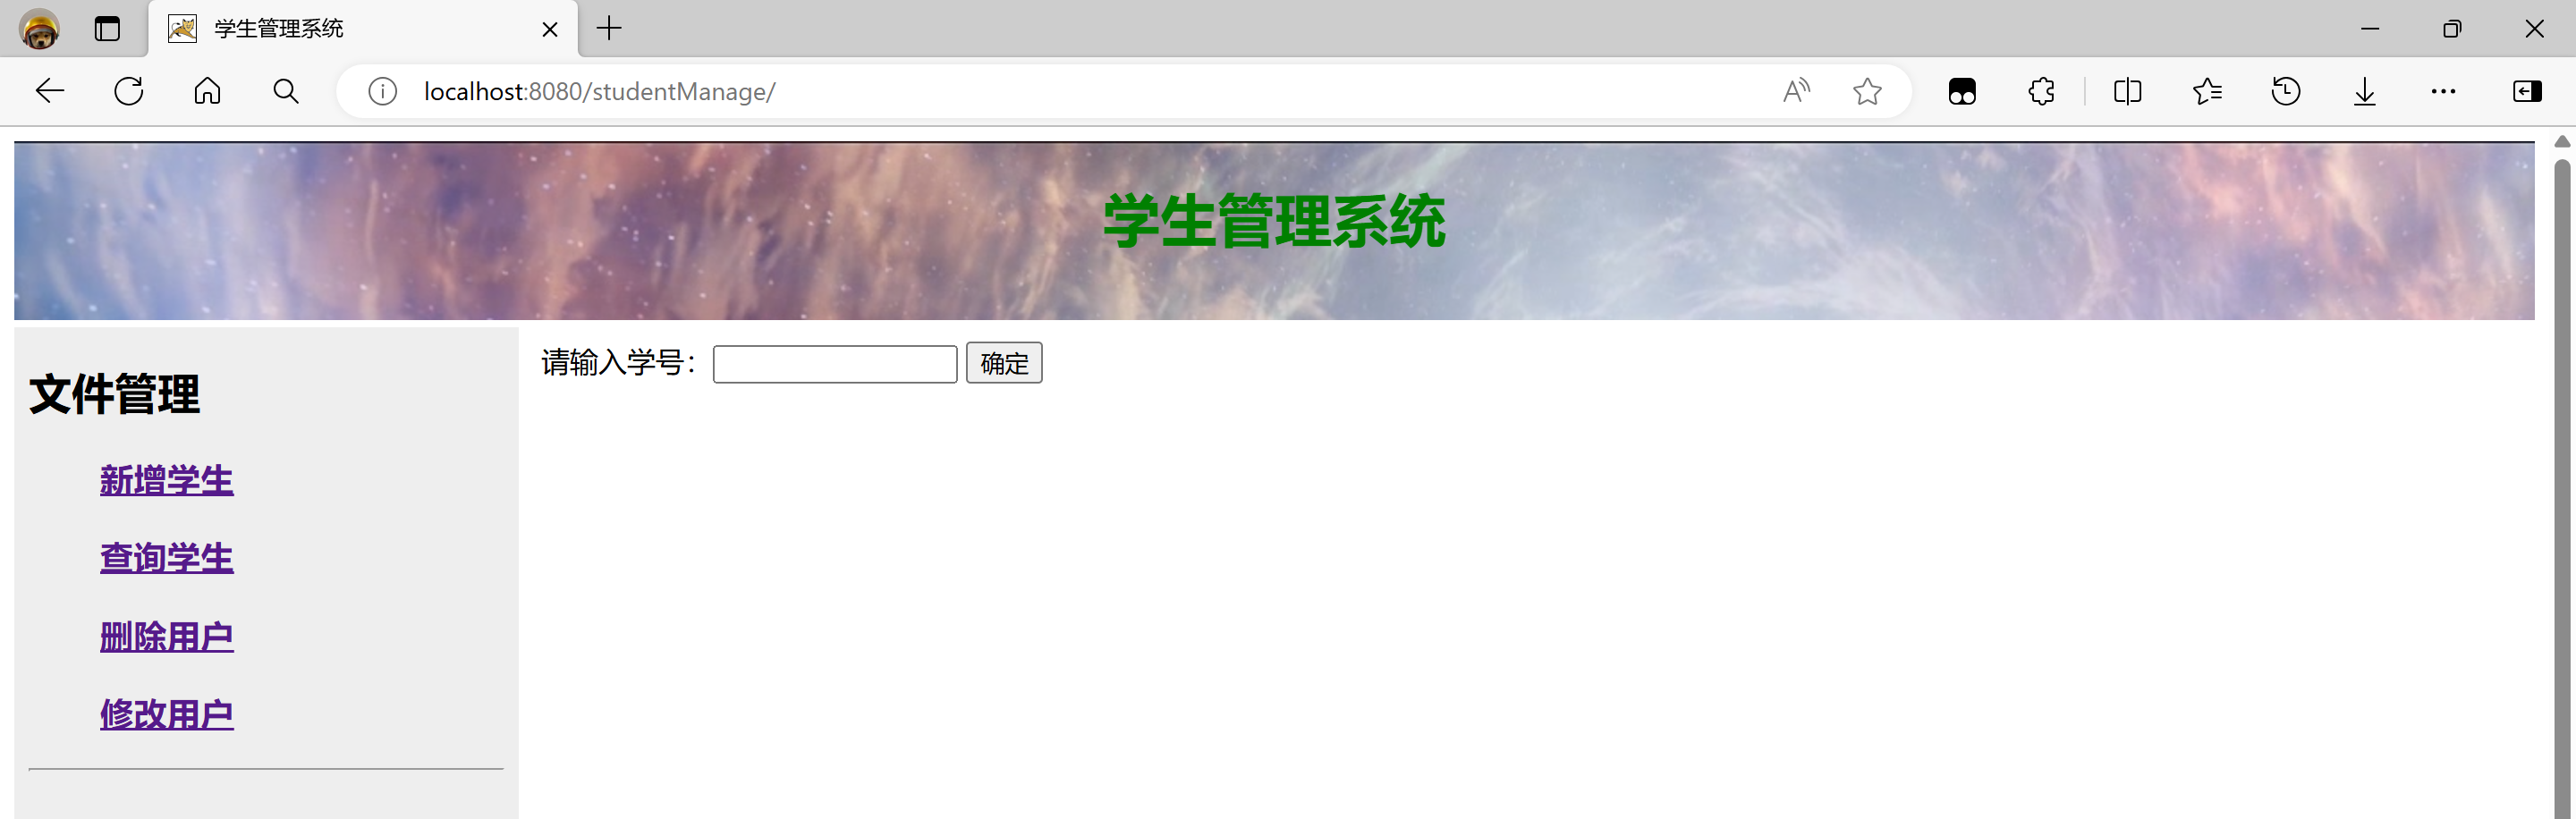 学生管理系统
localhost:8080/studentManage/
学生管理系统
文件管理
请输入学号： 确定
新增学生
查询学生
删除用户
修改用户